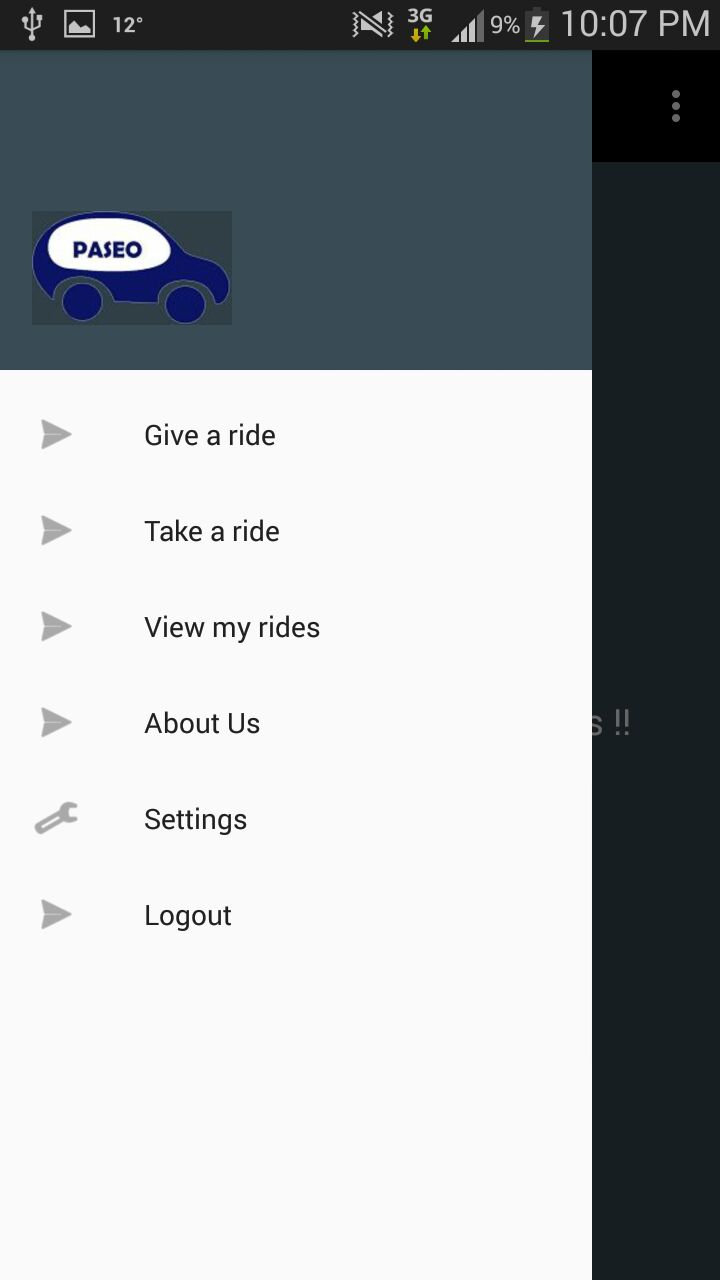 12° 3G 9% 10:07 PM
PASEO
Give a ride
Take a ride
View my rides
About Us
s !!
Settings
Logout